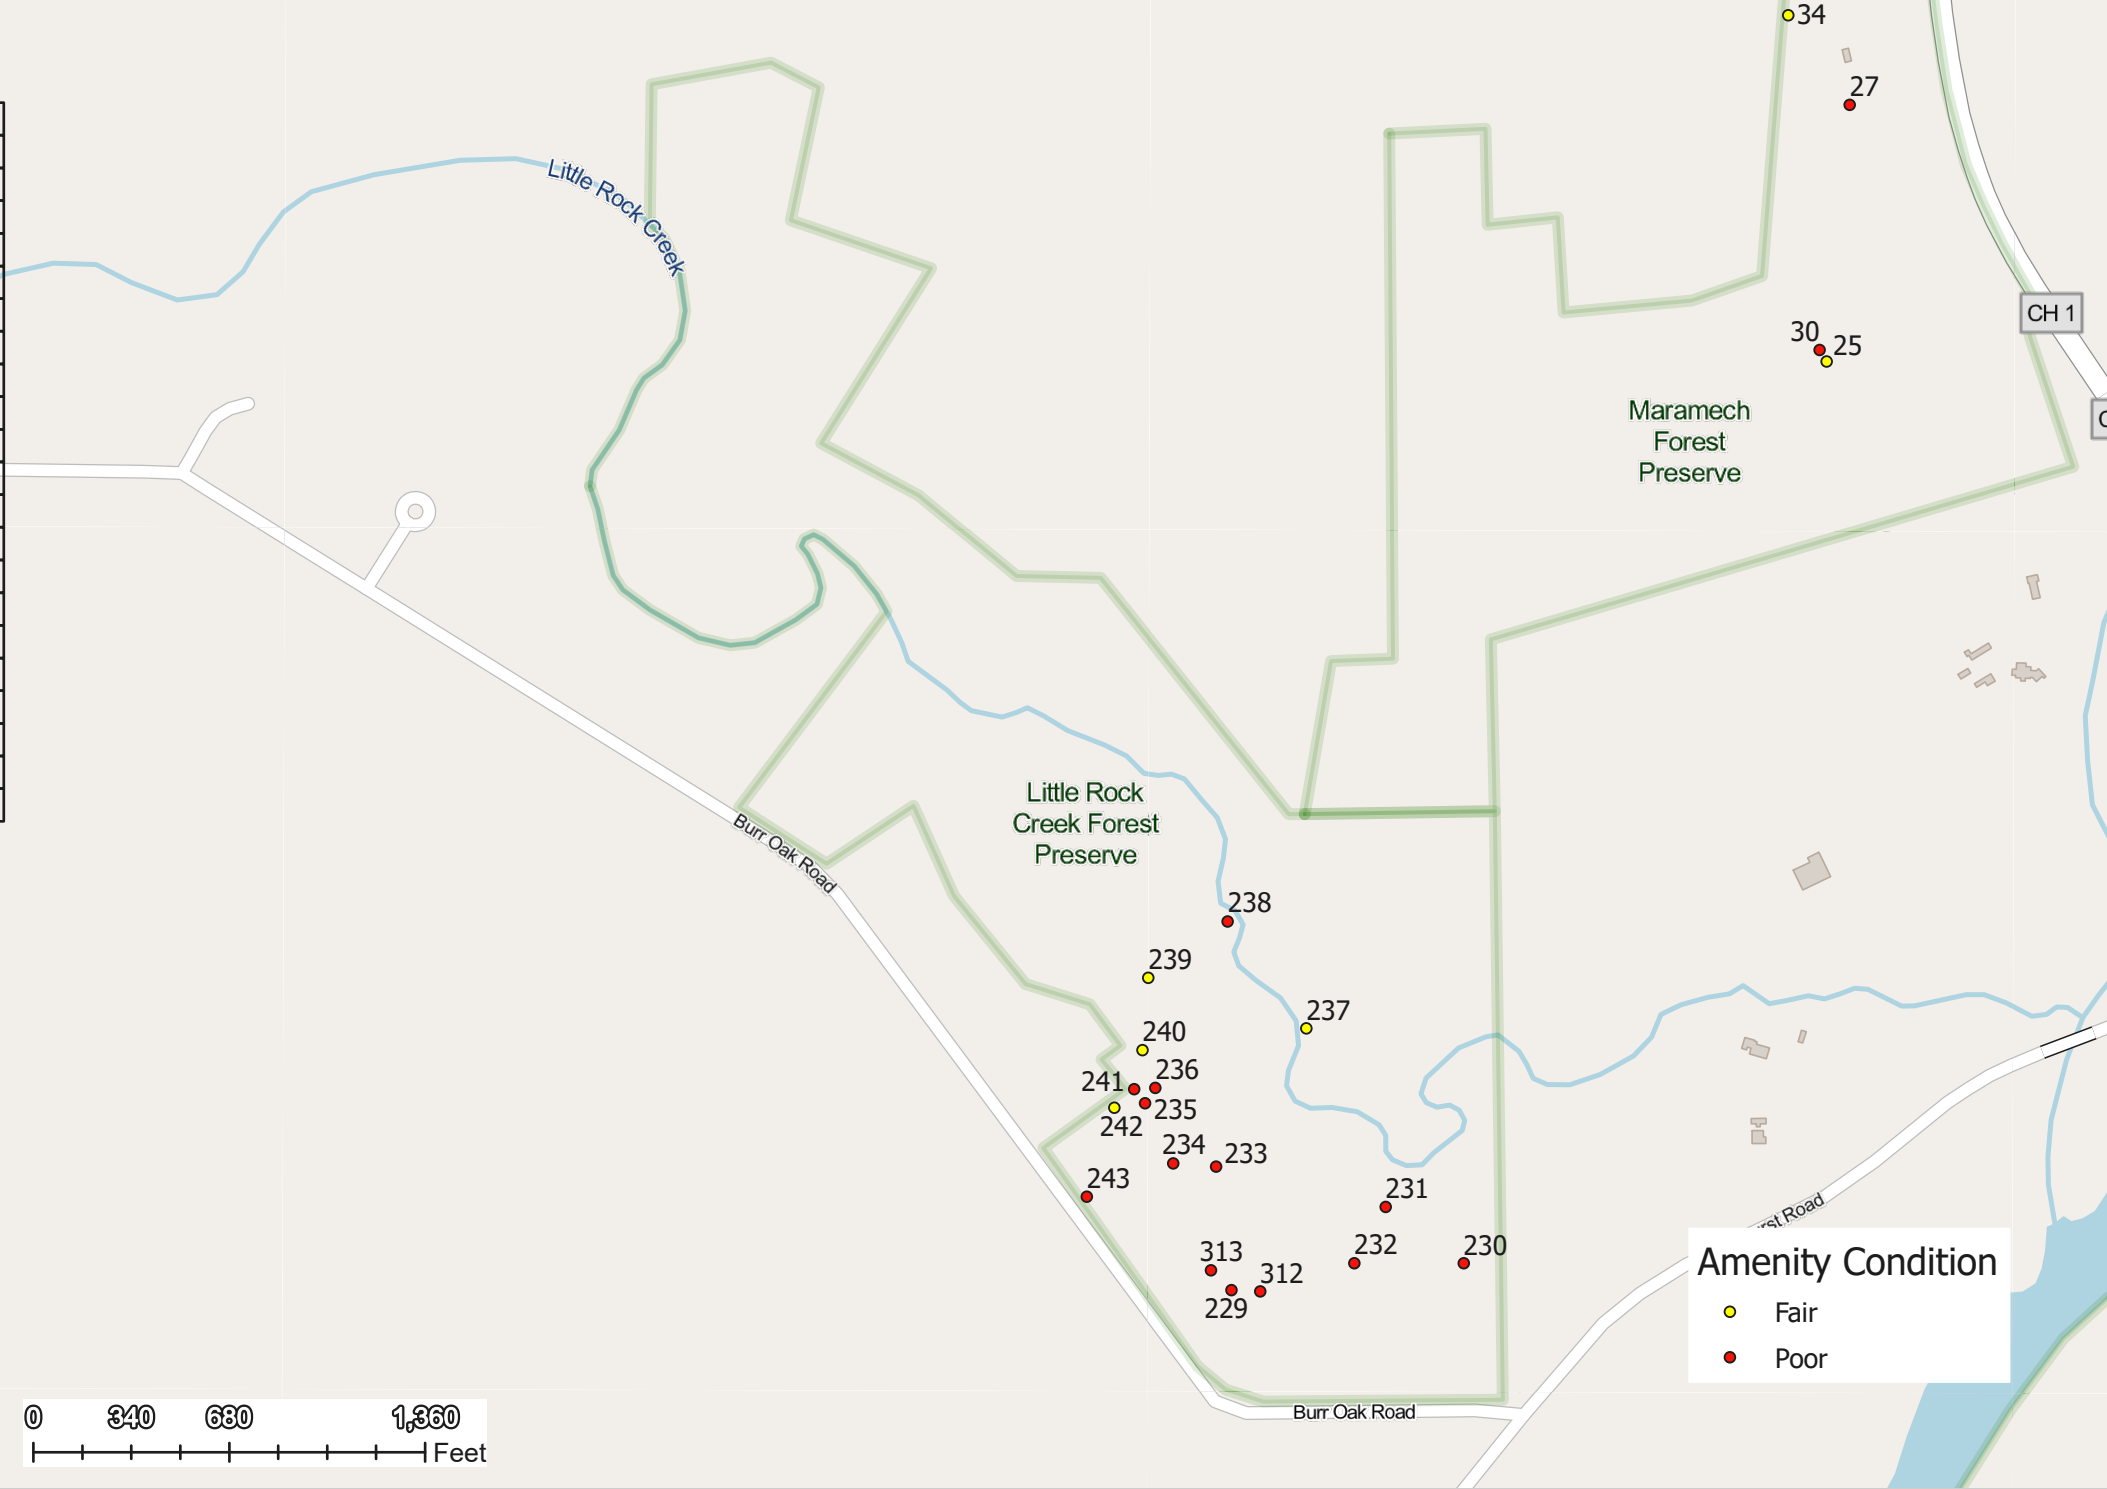 34
27
Little Rock Creek
CH 1
30
25
Maramech
Forest
Preserve
Little Rock
Creek Forest
Preserve
Burr Oak Road
238
239
237
240
241
236
235
242
234
233
243
231
232
230
313
312
229
Burr Oak Road
Road
Amenity Condition
Fair
Poor
0 340 680 1,360
Feet